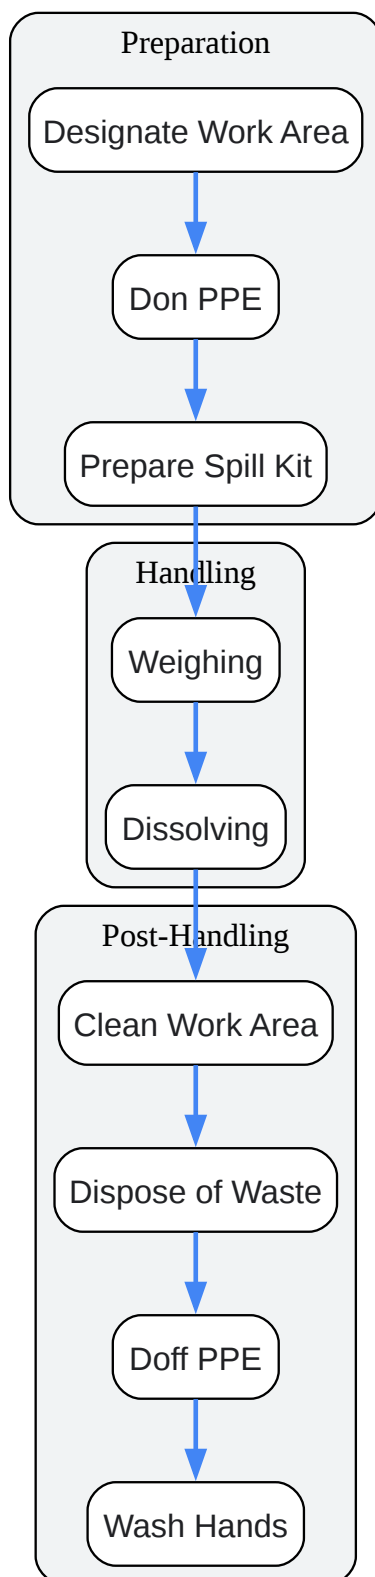 Preparation
Designate Work Area
Don PPE
Prepare Spill Kit
Handling
Weighing
Dissolving
Post-Handling
Clean Work Area
Dispose of Waste
Doff PPE
Wash Hands